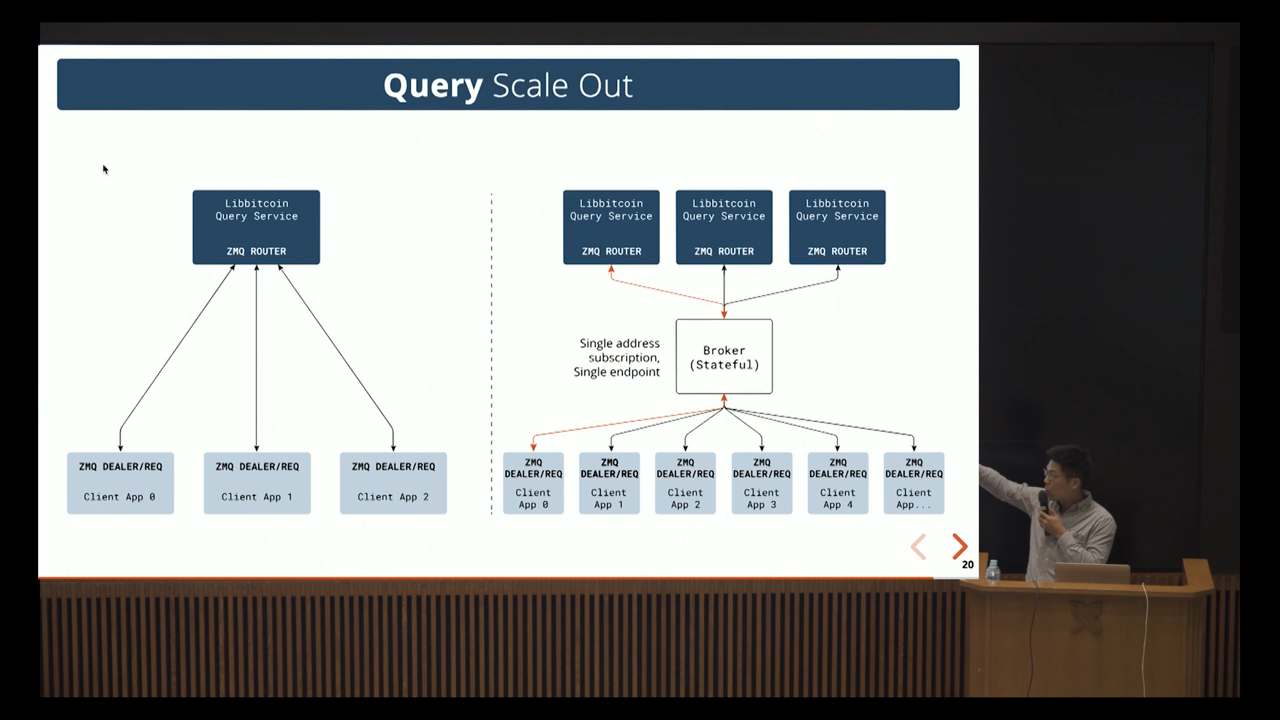 Query Scale Out
Libbitcoin
Query Service
ZMQ ROUTER
ZMQ DEALER/REQ
Client App 0
ZMQ DEALER/REQ
Client App 1
ZMQ DEALER/REQ
Client App 2
Libbitcoin
Query Service
ZMQ ROUTER
Libbitcoin
Query Service
ZMQ ROUTER
Libbitcoin
Query Service
ZMQ ROUTER
Single address
subscription,
Single endpoint
Broker
(Stateful)
ZMQ
DEALER/REQ
Client
App 0
ZMQ
DEALER/REQ
Client
App 1
ZMQ
DEALER/REQ
Client
App 2
ZMQ
DEALER/REQ
Client
App 3
ZMQ
DEALER/REQ
Client
App 4
ZMQ
DEALER/REQ
Client
App...
20